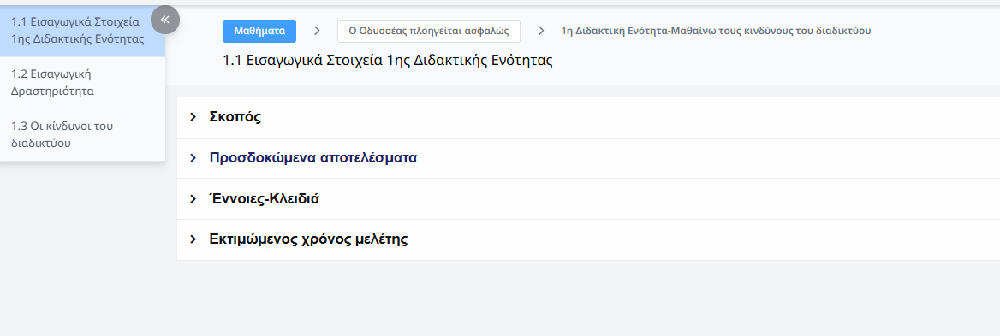 1.1 Εισαγωγικά Στοιχεία
1ης Διδακτικής Ενότητας
1.2 Εισαγωγική
Δραστηριότητα
1.3 Οι κίνδυνοι του
διαδικτύου
Μαθήματα
Ο Οδυσσέας πλοηγείται ασφαλώς
1η Διδακτική Ενότητα-Μαθαίνω τους κινδύνους του διαδικτύου
1.1 Εισαγωγικά Στοιχεία 1ης Διδακτικής Ενότητας
Σκοπός
Προσδοκώμενα αποτελέσματα
Έννοιες-Κλειδιά
Εκτιμώμενος χρόνος μελέτης